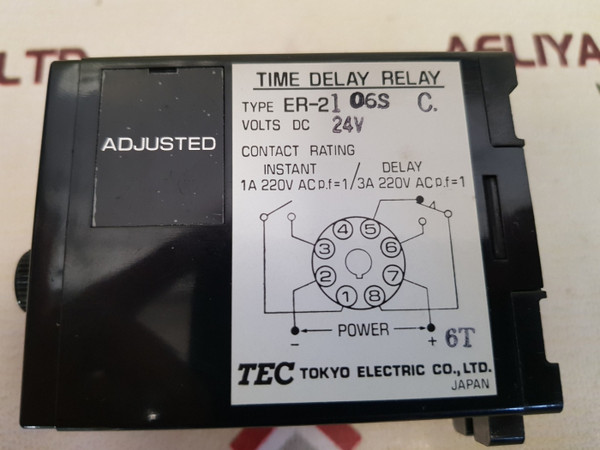 LTD
AELIYA
ADJUSTED
TIME DELAY RELAY
TYPE ER-21 06S C.
VOLTS DC 24V
CONTACT RATING
INSTANT DELAY
1A 220V AC p.f=1/3A 220V AC p.f=1
4 5
3 6
2 7
1 8
POWER
- + 6T
TEC TOKYO ELECTRIC CO., LTD.
JAPAN